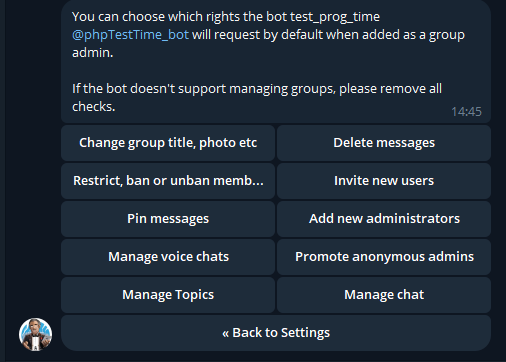 You can choose which rights the bot test_prog_time
@phpTestTime_bot will request by default when added as a group
admin.
If the bot doesn't support managing groups, please remove all
checks.
14:45
Change group title, photo etc
Delete messages
Restrict, ban or unban memb...
Invite new users
Pin messages
Add new administrators
Manage voice chats
Promote anonymous admins
Manage Topics
Manage chat
« Back to Settings